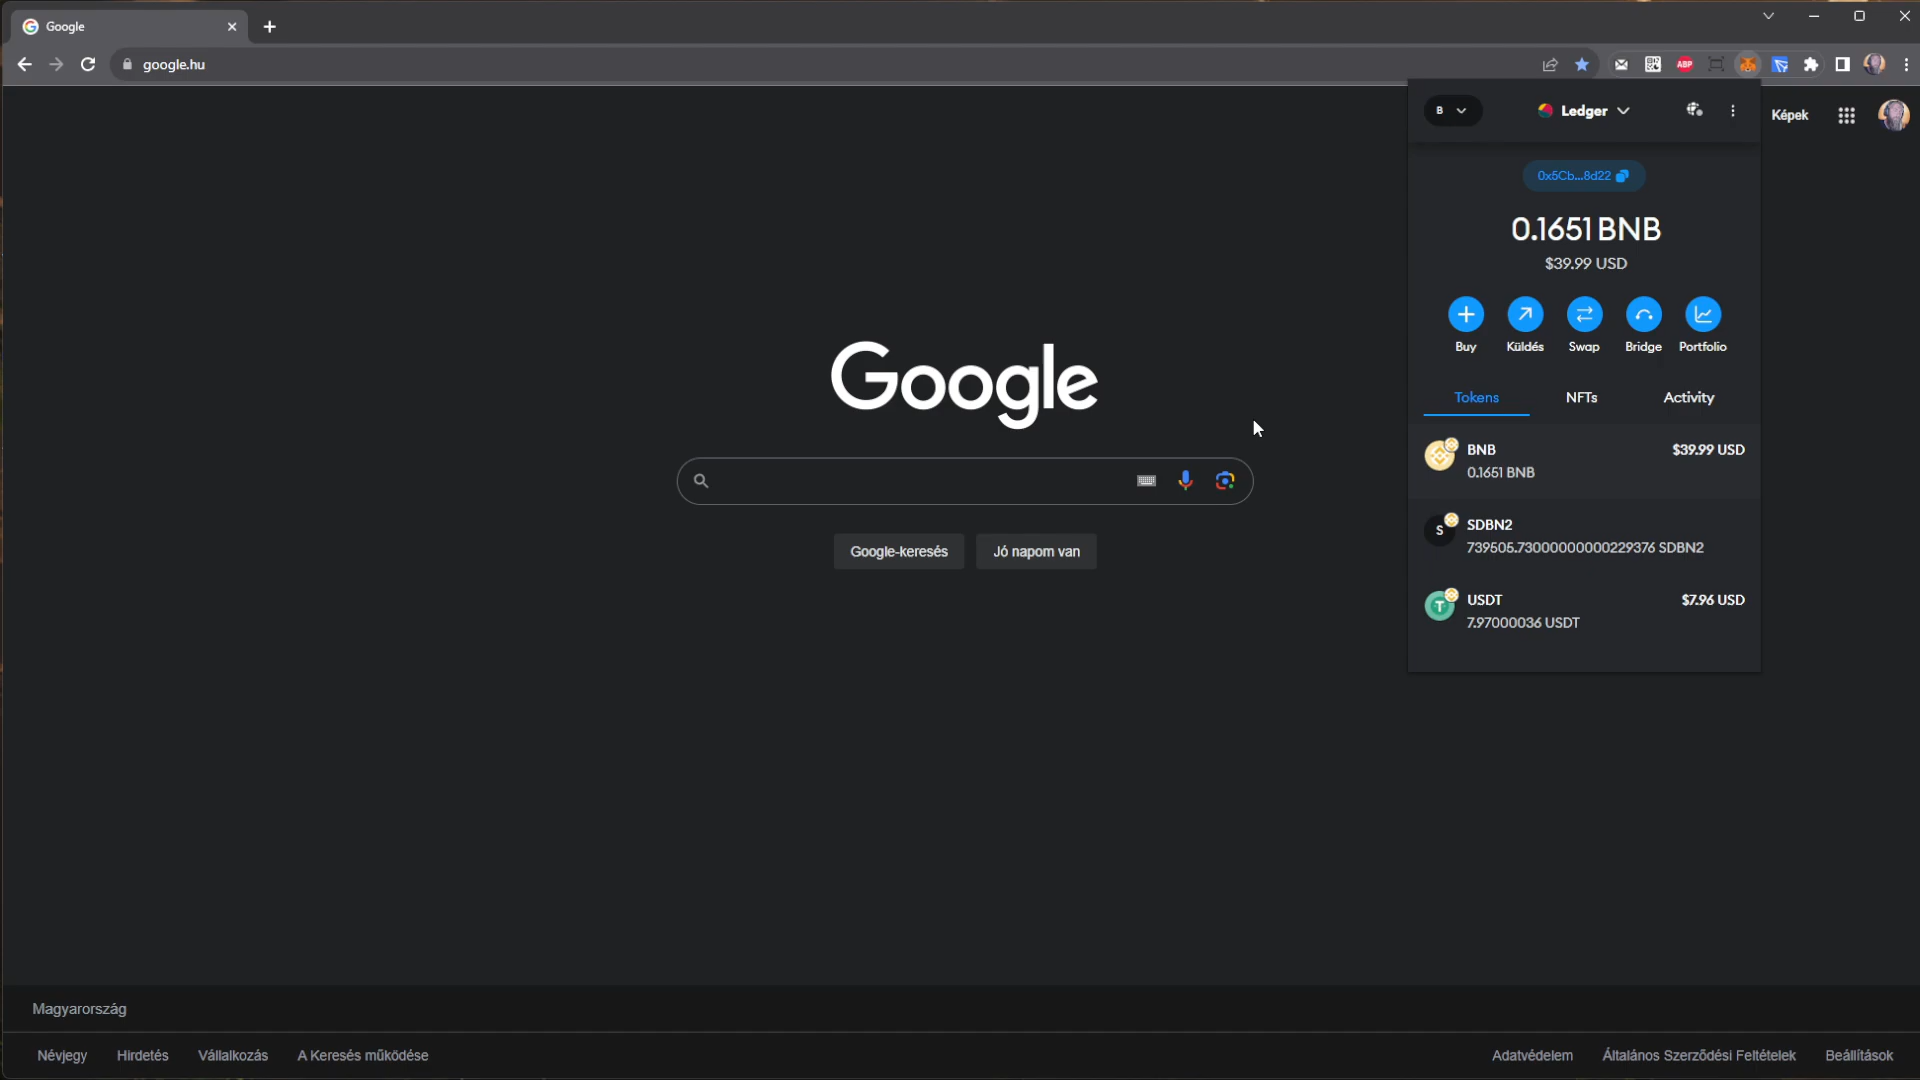 Google
google.hu
ABP
B
Ledger
Képek
0x5Cb...8d22
0.1651 BNB
$39.99 USD
Buy
Küldés
Swap
Bridge
Portfolio
Tokens
NFTs
Activity
BNB
$39.99 USD
0.1651 BNB
S
SDBN2
739505.73000000000229376 SDBN2
USDT
$7.96 USD
7.97000036 USDT
Google
Google-keresés
Jó napom van
Magyarország
Névjegy
Hirdetés
Vállalkozás
A Keresés működése
Adatvédelem
Általános Szerződési Feltételek
Beállítások